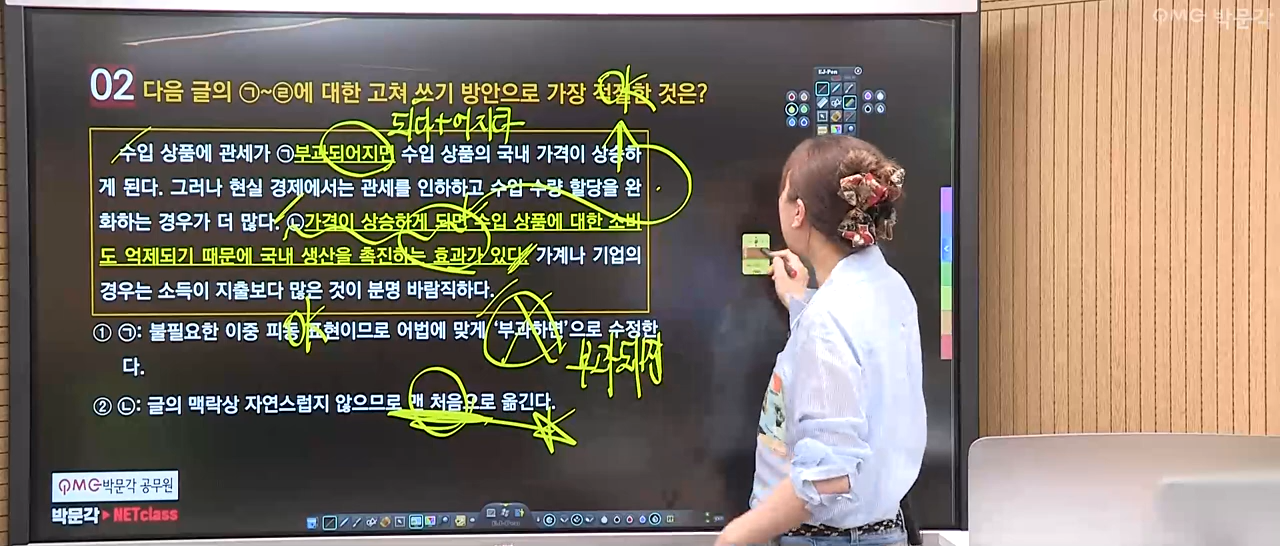 QMG 박문각
02 다음 글의 ㉠~㉣에 대한 고쳐 쓰기 방안으로 가장 적절한 것은?
OK
되다+어지다
수입 상품에 관세가 ㉠부과되어지면 수입 상품의 국내 가격이 상승하
게 된다. 그러나 현실 경제에서는 관세를 인하하고 수입 수량 할당을 완
화하는 경우가 더 많다. ㉡가격이 상승하게 되면 수입 상품에 대한 소비
도 억제되기 때문에 국내 생산을 촉진하는 효과가 있다. 가계나 기업의
경우는 소득이 지출보다 많은 것이 분명 바람직하다.
① ㉠: 불필요한 이중 피동 표현이므로 어법에 맞게 ‘부과하면’으로 수정한
다.
OK
부과되면
② ㉡: 글의 맥락상 자연스럽지 않으므로 맨 처음으로 옮긴다.
QMG박문각 공무원
박문각 NETclass
EJ-Pen